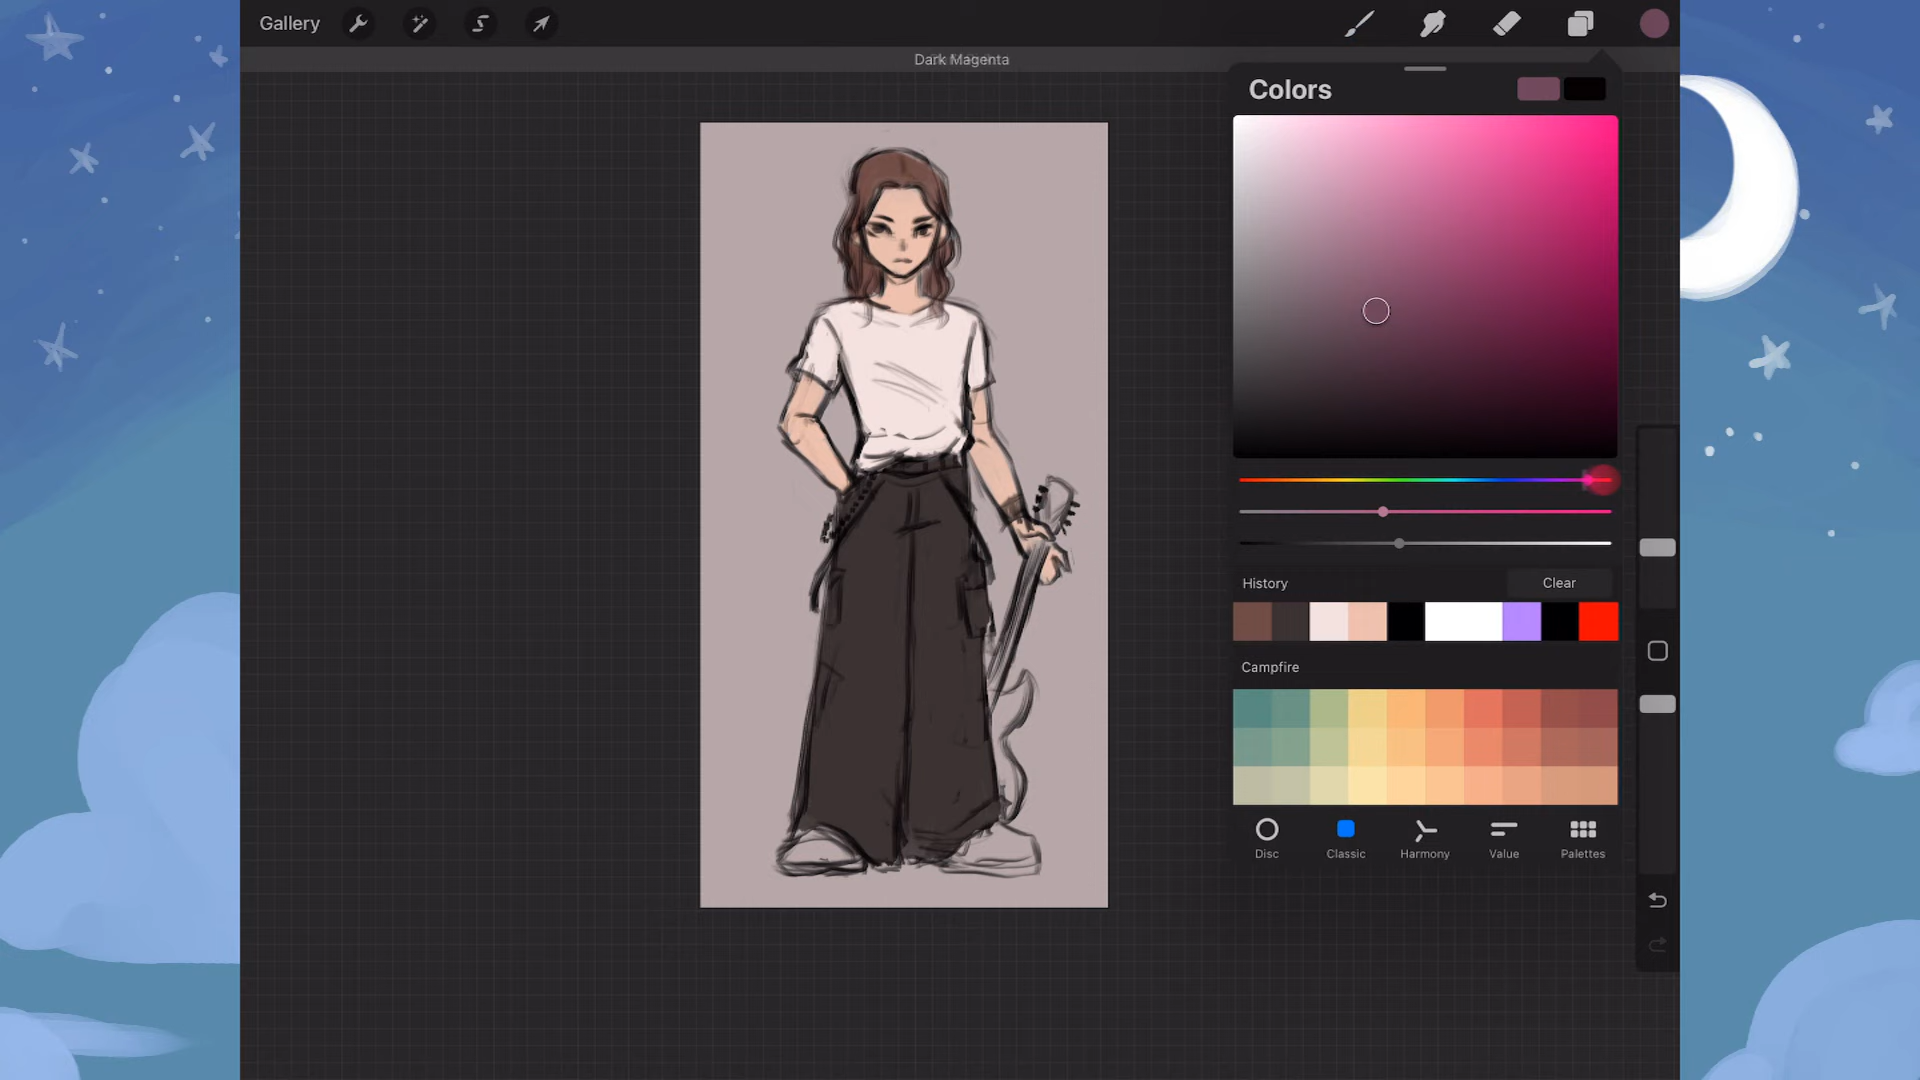 Gallery
Dark Magenta
Colors
History
Clear
Campfire
Disc
Classic
Harmony
Value
Palettes